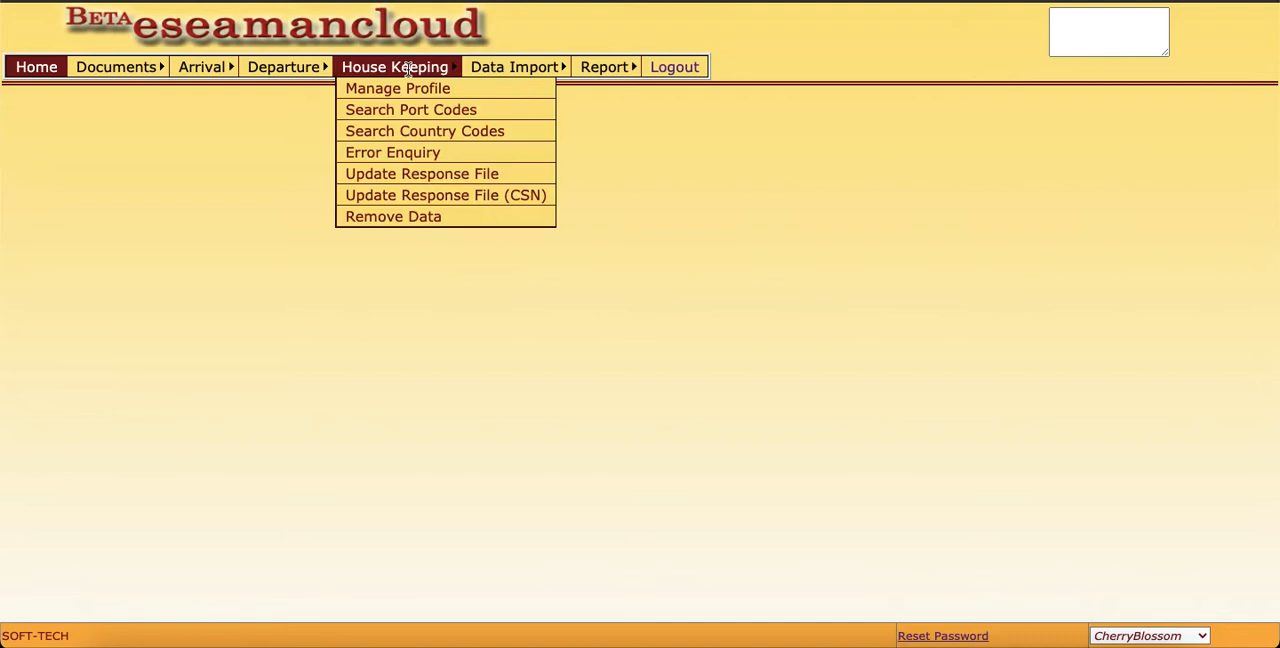 BETA eseamancloud
Home Documents Arrival Departure House Keeping Data Import Report Logout
Manage Profile
Search Port Codes
Search Country Codes
Error Enquiry
Update Response File
Update Response File (CSN)
Remove Data
SOFT-TECH Reset Password CherryBlossom